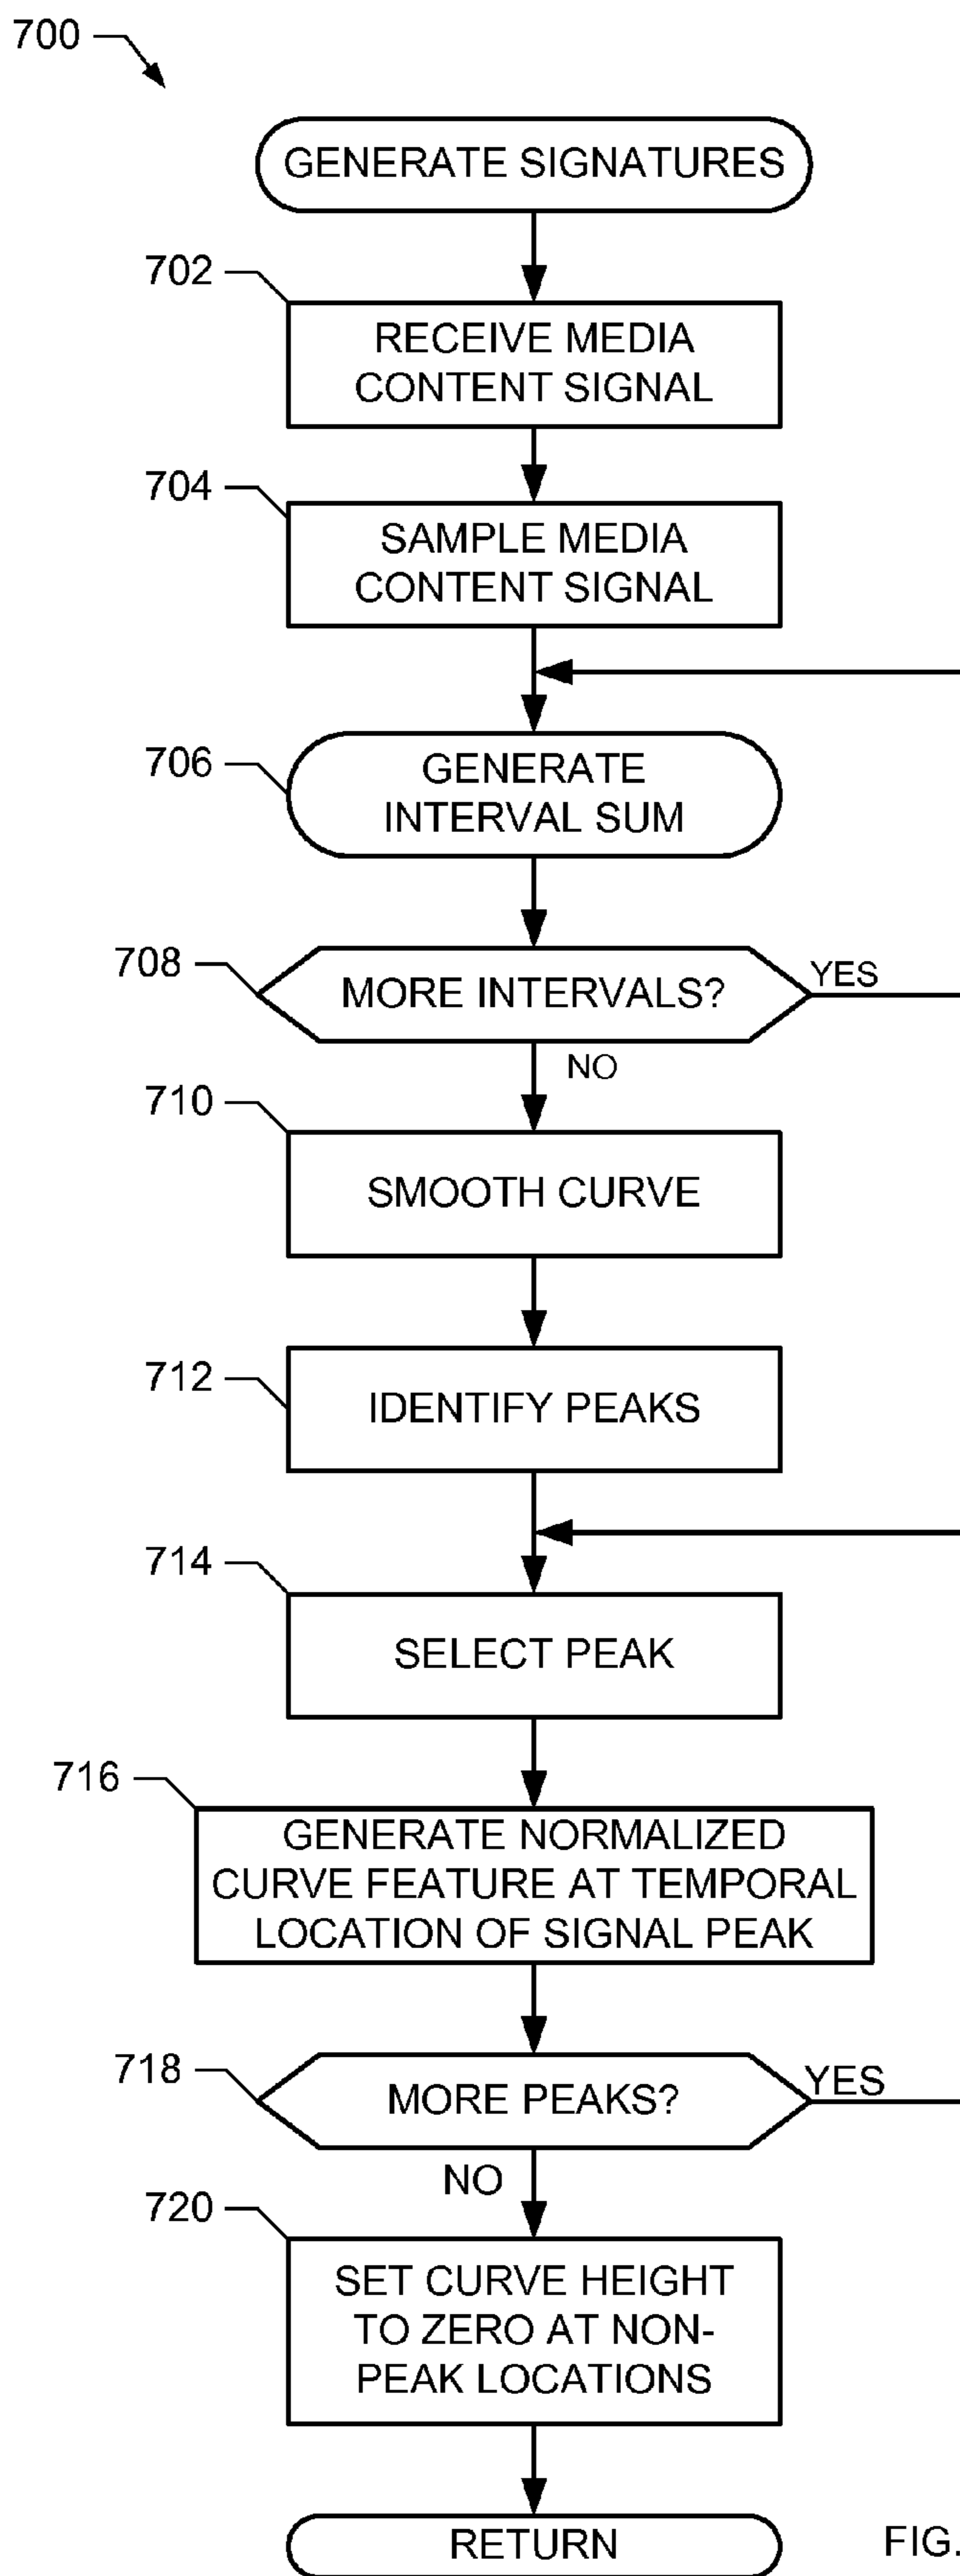 700
GENERATE SIGNATURES
702
RECEIVE MEDIA
CONTENT SIGNAL
704
SAMPLE MEDIA
CONTENT SIGNAL
706
GENERATE
INTERVAL SUM
708
MORE INTERVALS?
YES
NO
710
SMOOTH CURVE
712
IDENTIFY PEAKS
714
SELECT PEAK
716
GENERATE NORMALIZED
CURVE FEATURE AT TEMPORAL
LOCATION OF SIGNAL PEAK
718
MORE PEAKS?
YES
NO
720
SET CURVE HEIGHT
TO ZERO AT NON-
PEAK LOCATIONS
RETURN
FIG.